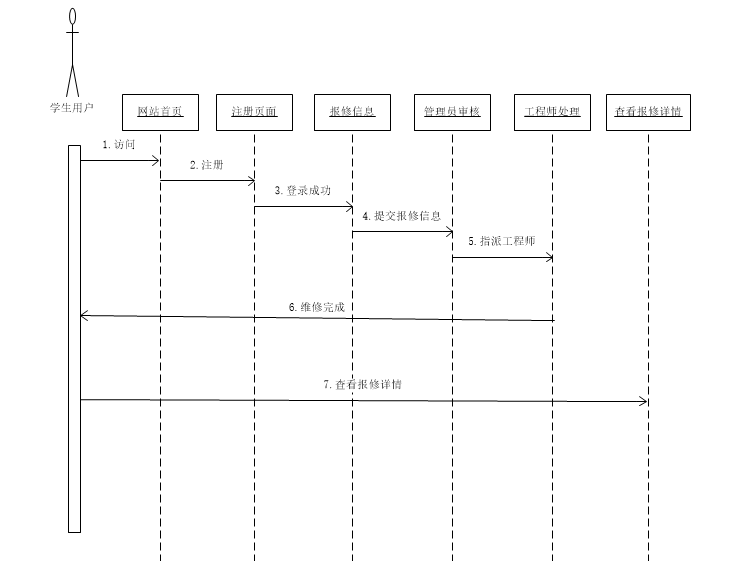 学生用户
网站首页
注册页面
报修信息
管理员审核
工程师处理
查看报修详情
1.访问
2.注册
3.登录成功
4.提交报修信息
5.指派工程师
6.维修完成
7.查看报修详情